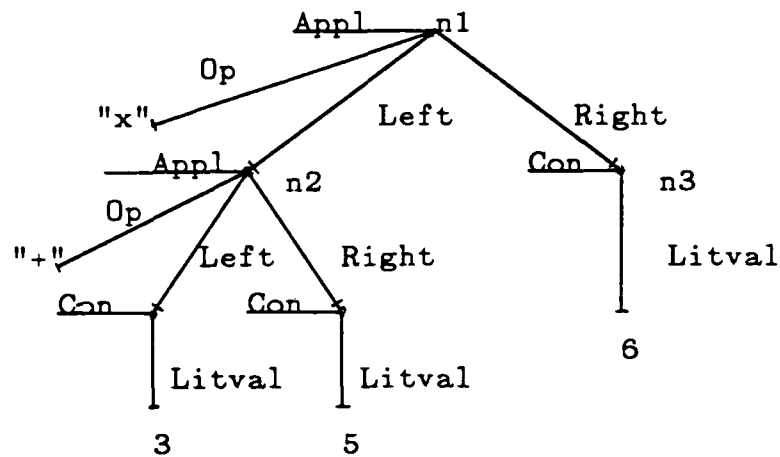 Appl n1
Op
"x" Left Right
Appl n2 Con n3
Op
"+" Left Right Litval
Con Con
6
Litval Litval
3 5